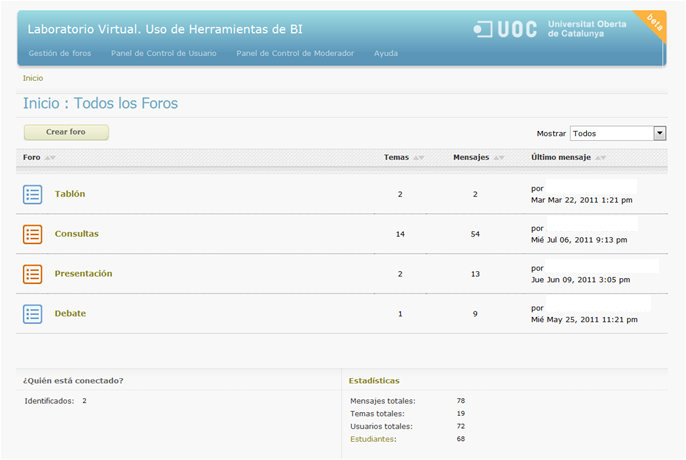 Laboratorio Virtual. Uso de Herramientas de BI
UOC Universitat Oberta
de Catalunya
beta
Gestión de foros Panel de Control de Usuario Panel de Control de Moderador Ayuda
Inicio
Inicio : Todos los Foros
Crear foro
Mostrar Todos
Foro Temas Mensajes Último mensaje
Tablón 2 2 por
Mar Mar 22, 2011 1:21 pm
Consultas 14 54 por
Mié Jul 06, 2011 9:13 pm
Presentación 2 13 por
Jue Jun 09, 2011 3:05 pm
Debate 1 9 por
Mié May 25, 2011 11:21 pm
¿Quién está conectado?
Identificados: 2
Estadísticas
Mensajes totales: 78
Temas totales: 19
Usuarios totales: 72
Estudiantes: 68